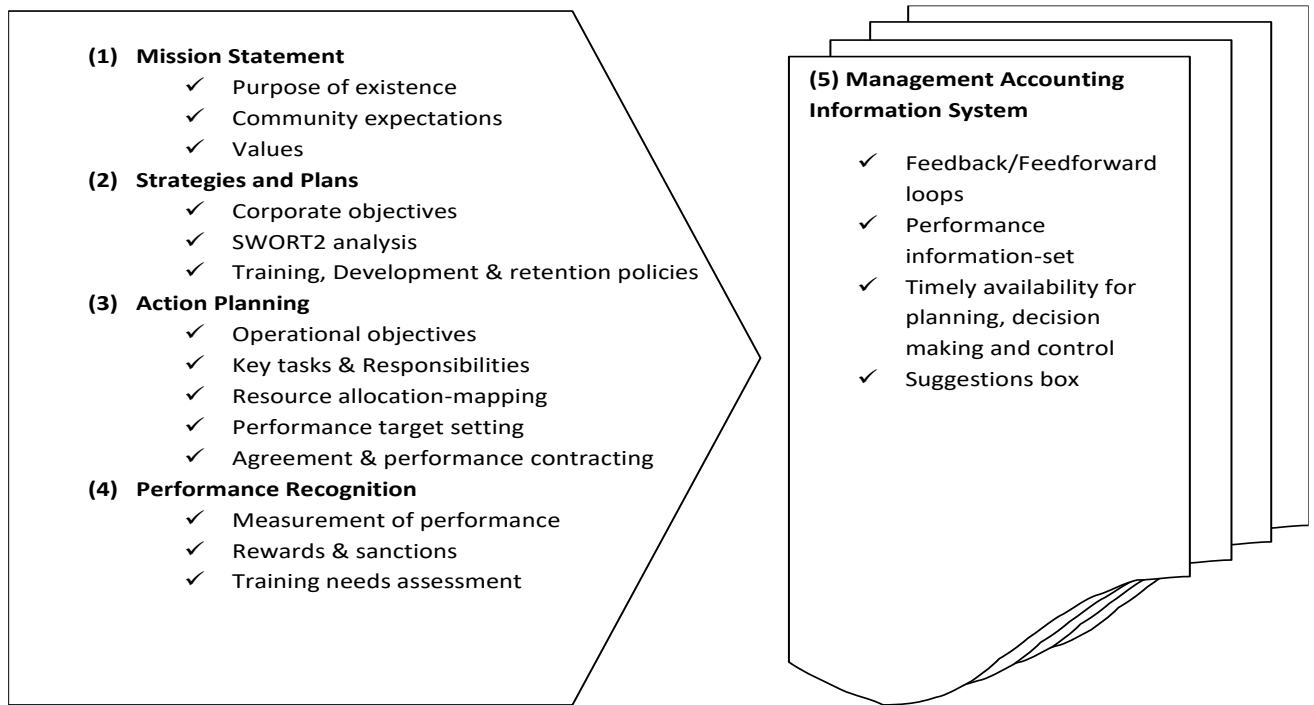 (1) Mission Statement
✓ Purpose of existence
✓ Community expectations
✓ Values
(2) Strategies and Plans
✓ Corporate objectives
✓ SWORT2 analysis
✓ Training, Development & retention policies
(3) Action Planning
✓ Operational objectives
✓ Key tasks & Responsibilities
✓ Resource allocation-mapping
✓ Performance target setting
✓ Agreement & performance contracting
(4) Performance Recognition
✓ Measurement of performance
✓ Rewards & sanctions
✓ Training needs assessment
(5) Management Accounting
Information System
✓ Feedback/Feedforward
loops
✓ Performance
information-set
✓ Timely availability for
planning, decision
making and control
✓ Suggestions box